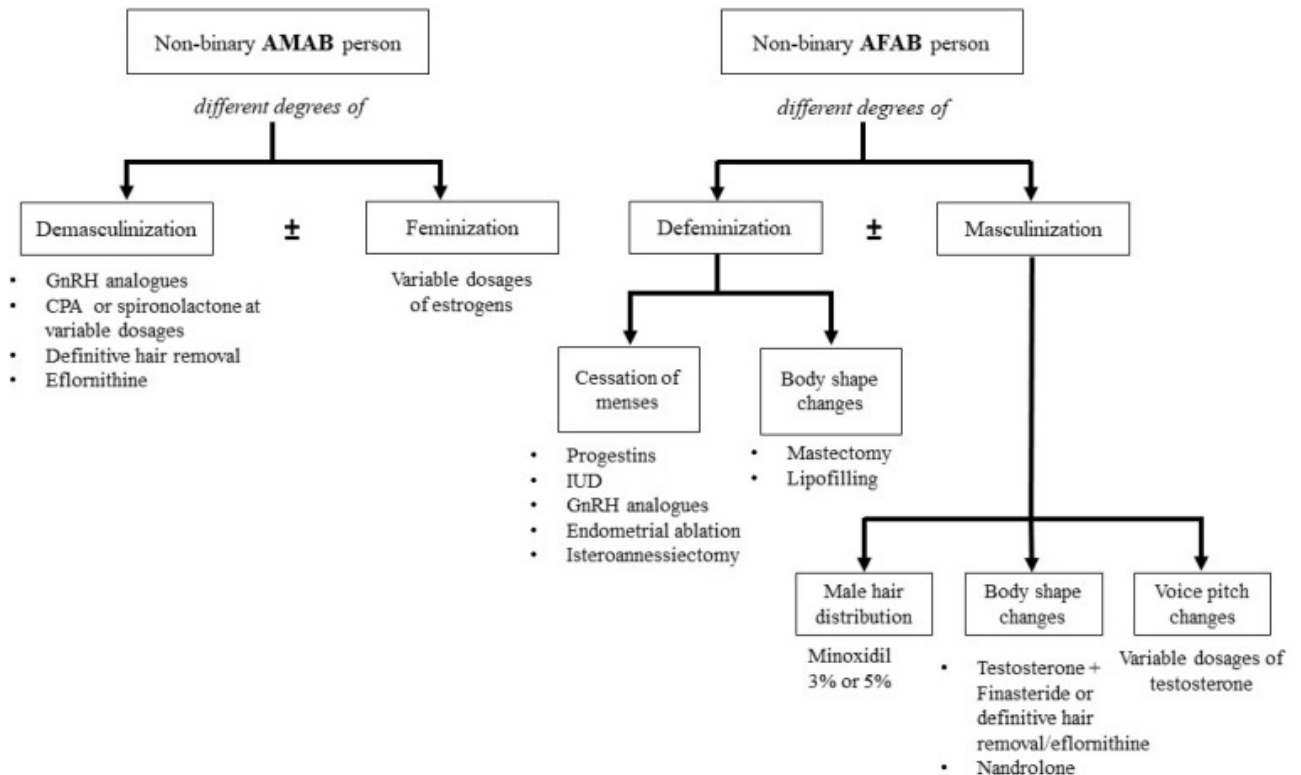 Non-binary AMAB person
different degrees of
Demasculinization
±
Feminization
• GnRH analogues
• CPA or spironolactone at
variable dosages
• Definitive hair removal
• Eflornithine
Variable dosages
of estrogens
Non-binary AFAB person
different degrees of
Defeminization
±
Masculinization
Cessation of
menses
• Progestins
• IUD
• GnRH analogues
• Endometrial ablation
• Isteroannessiectomy
Body shape
changes
• Mastectomy
• Lipofilling
Male hair
distribution
Minoxidil
3% or 5%
Body shape
changes
• Testosterone +
Finasteride or
definitive hair
removal/eflornithine
• Nandrolone
Voice pitch
changes
Variable dosages of
testosterone